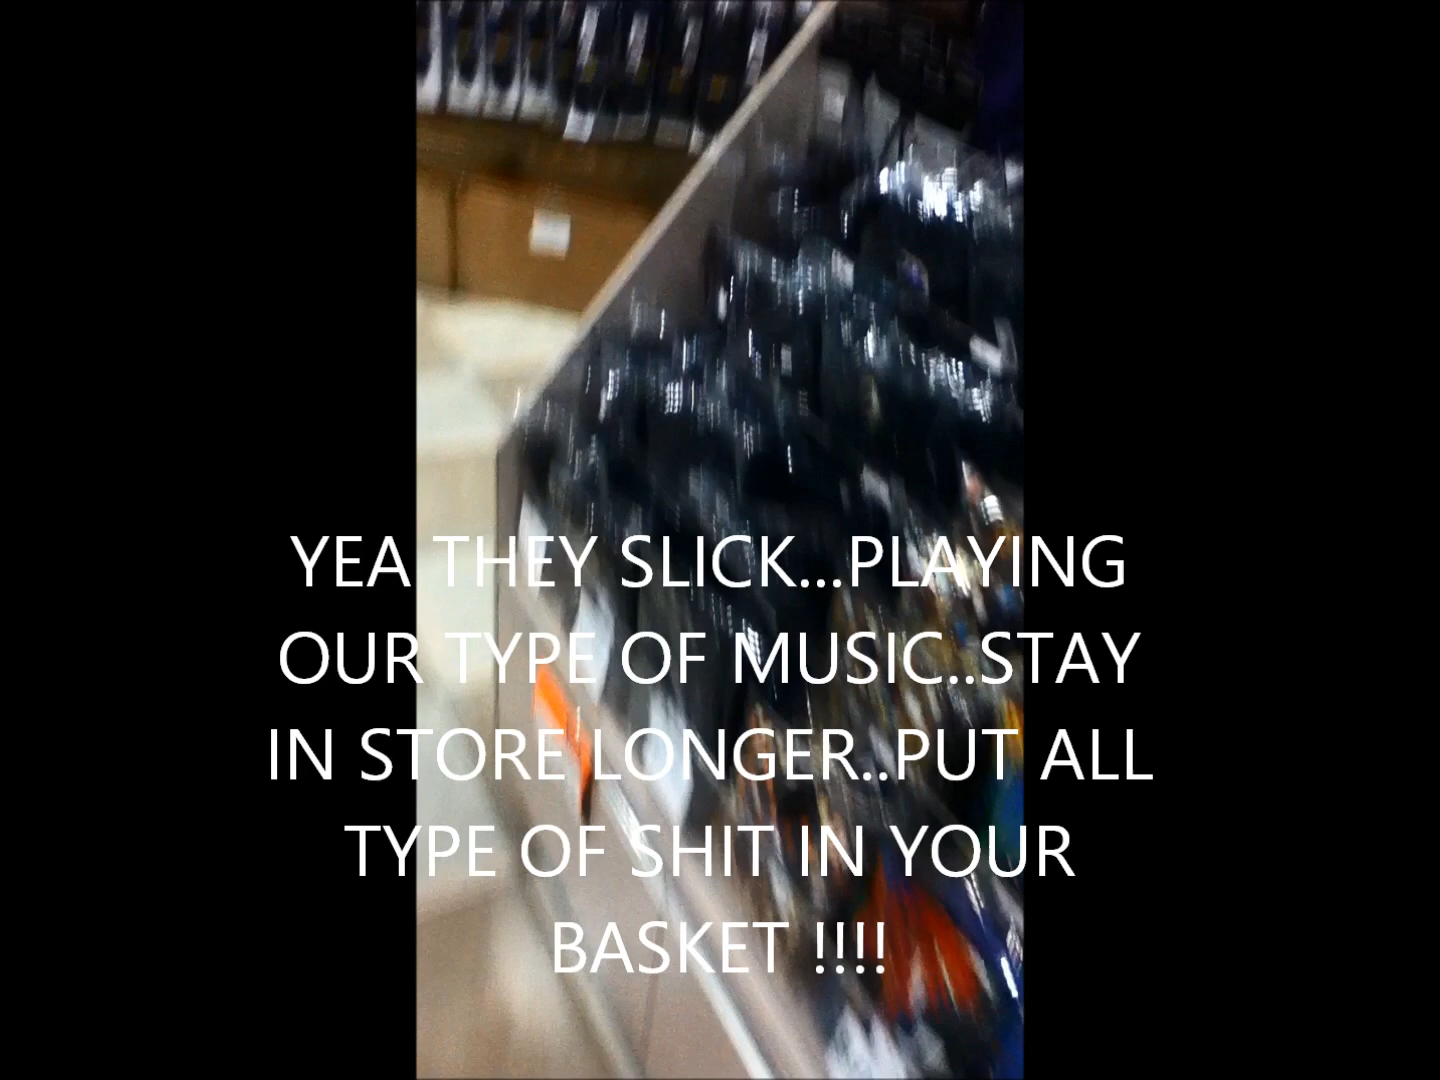 YEA THEY SLICK...PLAYING
OUR TYPE OF MUSIC..STAY
IN STORE LONGER..PUT ALL
TYPE OF SHIT IN YOUR
BASKET !!!!